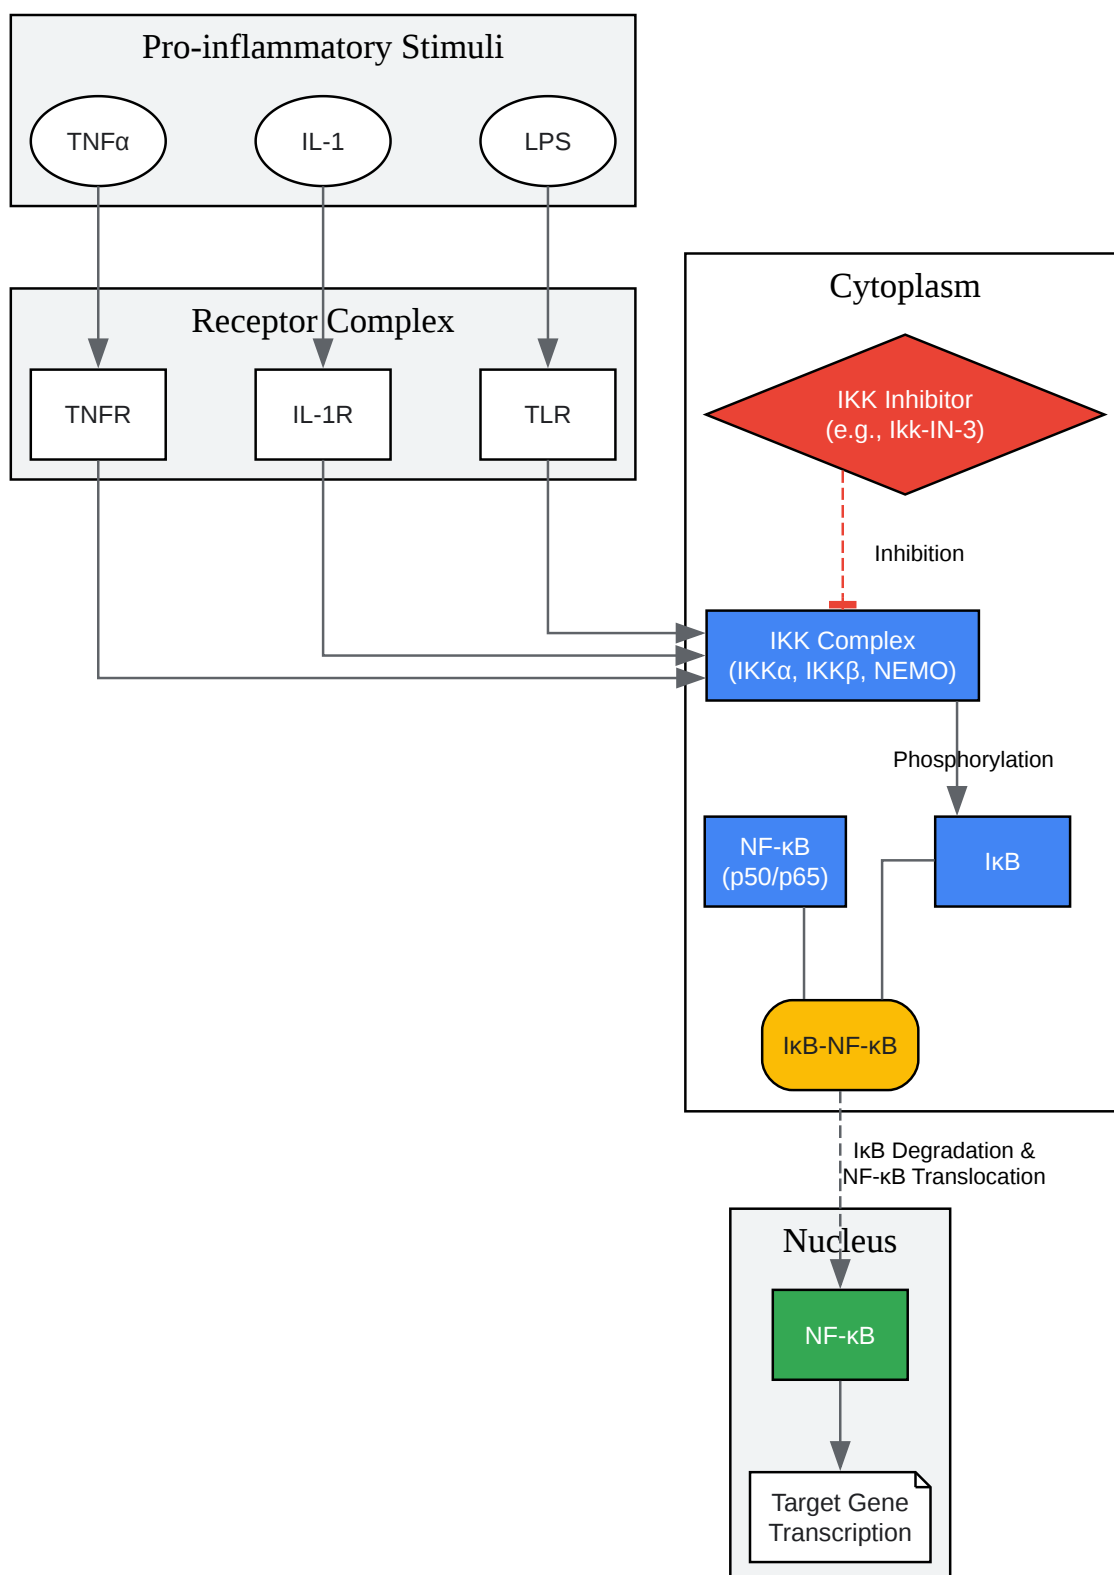 Pro-inflammatory Stimuli
TNFα
IL-1
LPS
Receptor Complex
TNFR
IL-1R
TLR
Cytoplasm
IKK Inhibitor
(e.g., Ikk-IN-3)
Inhibition
IKK Complex
(IKKα, IKKβ, NEMO)
Phosphorylation
NF-κB
(p50/p65)
IκB
IκB-NF-κB
IκB Degradation &
NF-κB Translocation
Nucleus
NF-κB
Target Gene
Transcription